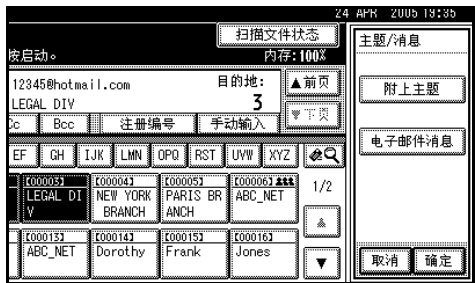 24 APR 2005 19:35
扫描文件状态
主题/消息
按启动。
内存:100%
12345@hotmail.com
目的地:
▲前页
附上主题
LEGAL DIV
3
▼下页
Cc Bcc 注册编号 手动输入
电子邮件消息
EF GH IJK LMN OPQ RST UVW XYZ
[00003] [00004] [00005] [00006]
1/2
LEGAL DI NEW YORK PARIS BR ABC_NET
V BRANCH ANCH
[00013] [00014] [00015] [00016]
ABC_NET Dorothy Frank Jones
▼
取消 确定